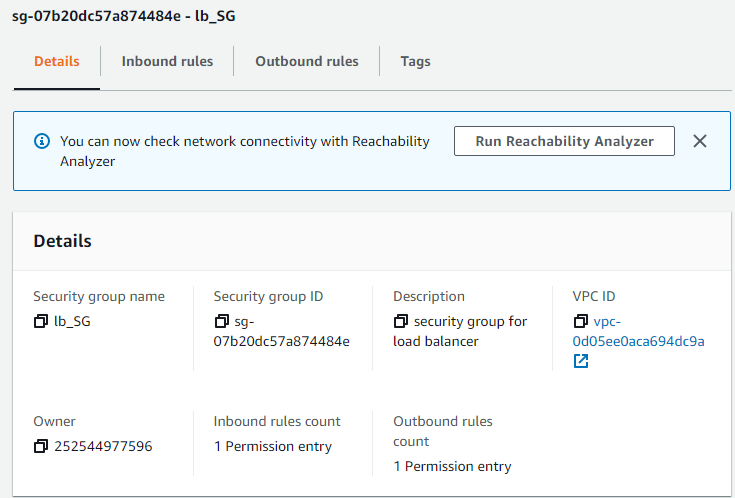 sg-07b20dc57a874484e - lb_SG
Details
Inbound rules
Outbound rules
Tags
You can now check network connectivity with Reachability
Analyzer
Run Reachability Analyzer
Details
Security group name
lb_SG
Security group ID
sg-
07b20dc57a874484e
Description
security group for
load balancer
VPC ID
vpc-
0d05ee0aca694dc9a
Owner
252544977596
Inbound rules count
1 Permission entry
Outbound rules
count
1 Permission entry